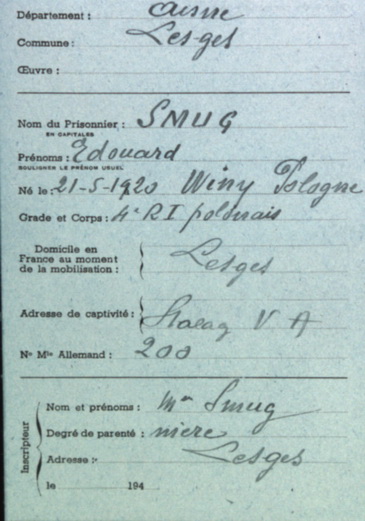 Département : Aisne
Commune : Lesges
Œuvre :
Nom du Prisonnier : SMUG
EN CAPITALES
Prénoms : Edouard
SOULIGNER LE PRÉNOM USUEL
Né le : 21-5-1920 Winy Pologne
Grade et Corps : 4e RI polonais
Domicile en
France au moment
de la mobilisation : Lesges
Adresse de captivité : Stalag V A
No Mle Allemand : 200
Inscripteur
Nom et prénoms : Mr Smug
Degré de parenté : mère
Adresse : Lesges
le 194